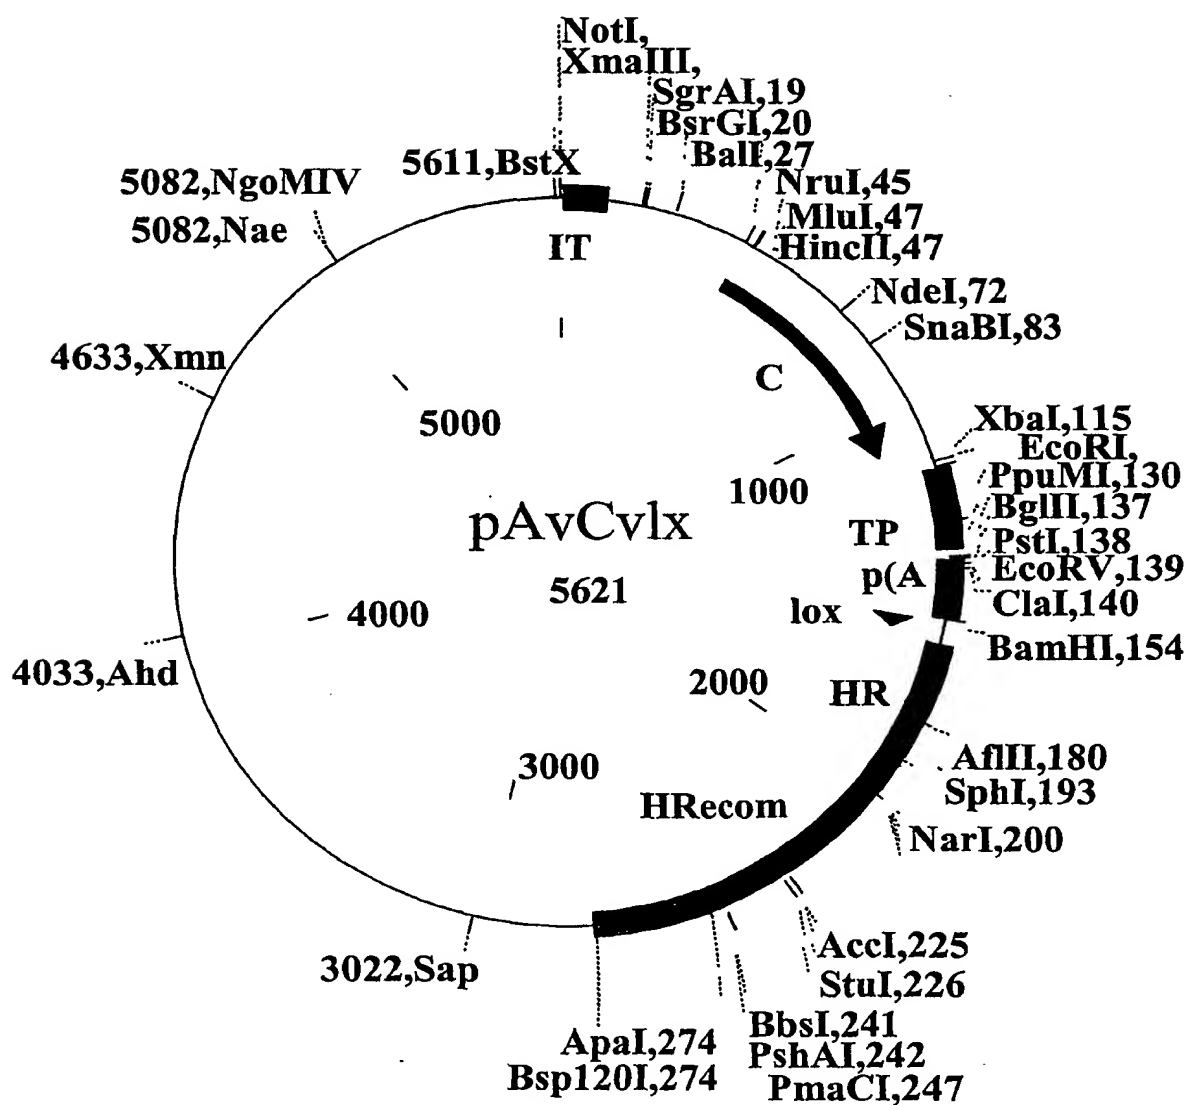 NotI,
XmaIII,
SgrAI,19
BsrGI,20
BalI,27
5611,BstX
5082,NgoMIV
5082,Nae
NruI,45
MluI,47
HincII,47
IT
NdeI,72
SnaBI,83
4633,Xmn
C
5000
XbaI,115
EcoRI,
PpuMI,130
BglII,137
1000
pAvCvlx
TP
PstI,138
p(A
EcoRV,139
5621
ClaI,140
4000
lox
BamHI,154
4033,Ahd
2000
HR
3000
AflII,180
SphI,193
HRecom
NarI,200
AccI,225
3022,Sap
StuI,226
BbsI,241
ApaI,274
PshAI,242
Bsp120I,274
PmaCI,247